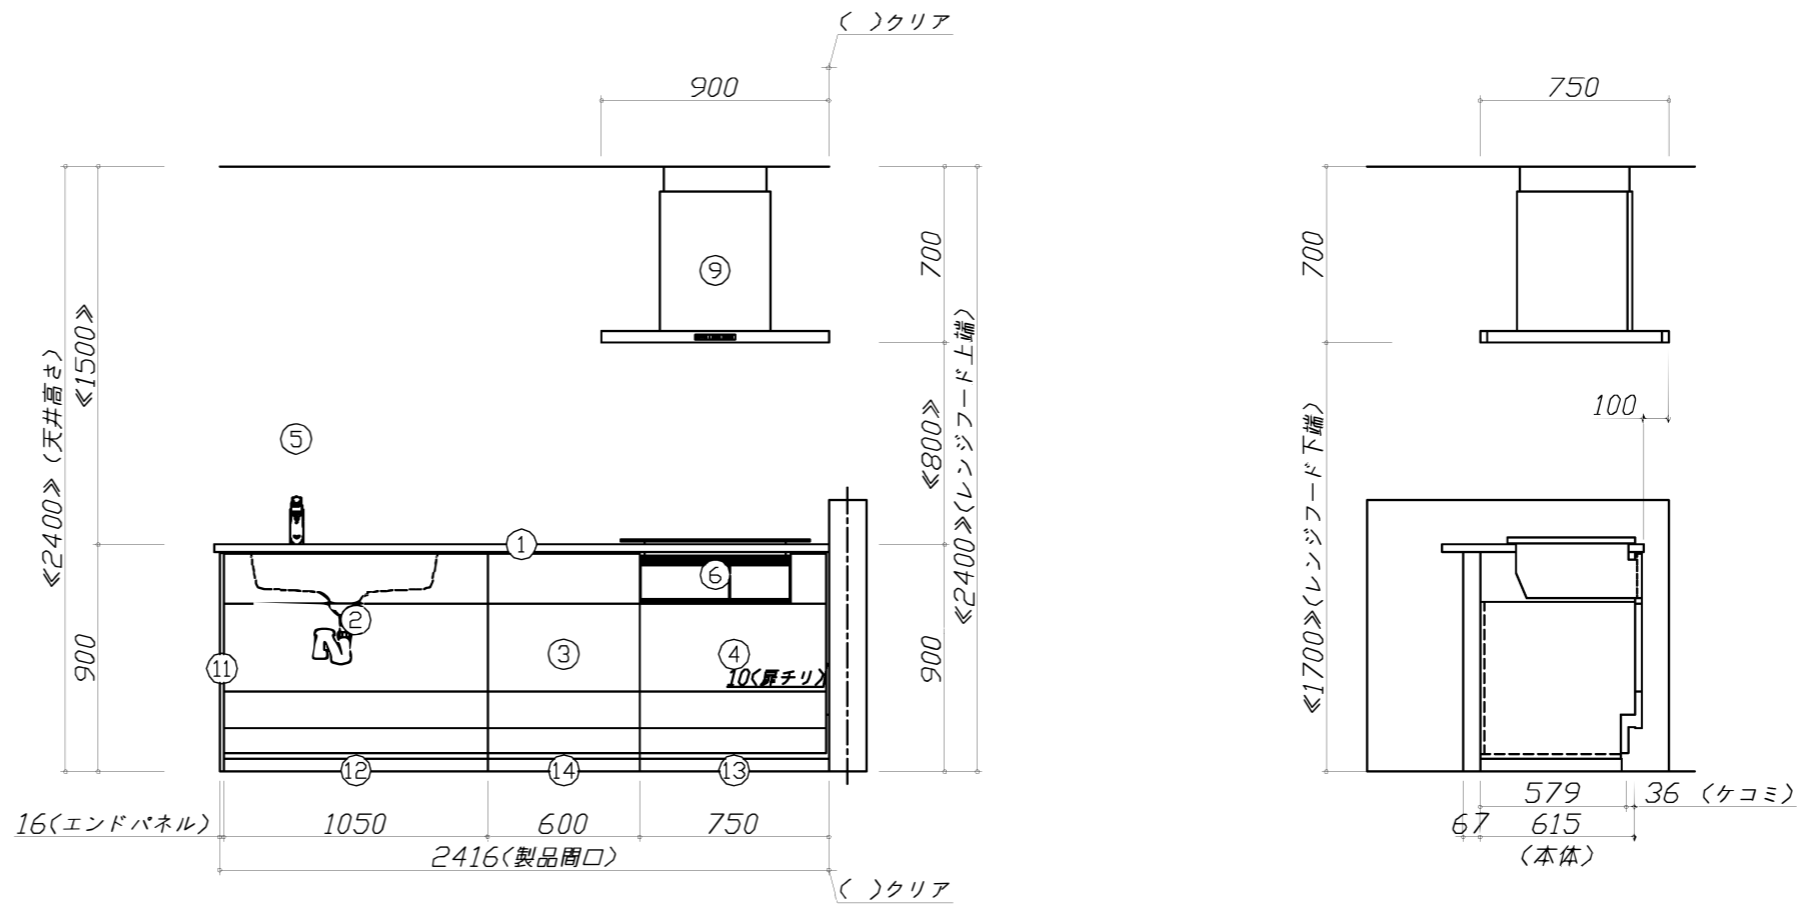 ( )クリア
900
750
≪2400≫(天井高さ)
≪1500≫
900
⑨
⑤
700
≪800≫
900
≪2400≫(レンジフード上端)
700
≪1700≫(レンジフード下端)
100
①
⑥
②
③
④
10(扉チリ)
⑪
⑫
⑭
⑬
16(エンドパネル)
1050
600
750
2416(製品間口)
( )クリア
579
36 (ケコミ)
67
615
(本体)